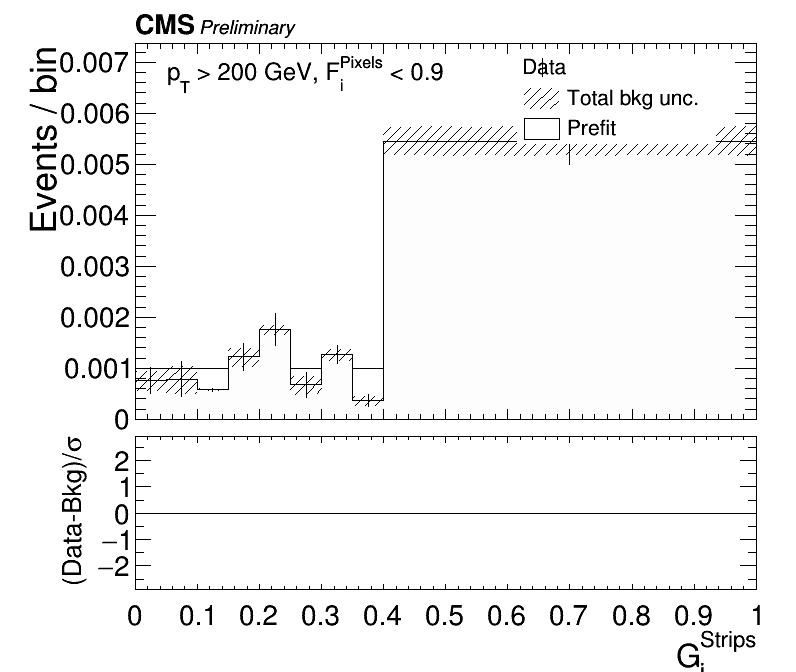 CMS Preliminary
p_T > 200 GeV, F_i^Pixels < 0.9
Data
Total bkg unc.
Prefit
Events / bin
0.007
0.006
0.005
0.004
0.003
0.002
0.001
0
(Data-Bkg)/σ
2
1
0
−1
−2
0 0.1 0.2 0.3 0.4 0.5 0.6 0.7 0.8 0.9 1
G_i^Strips